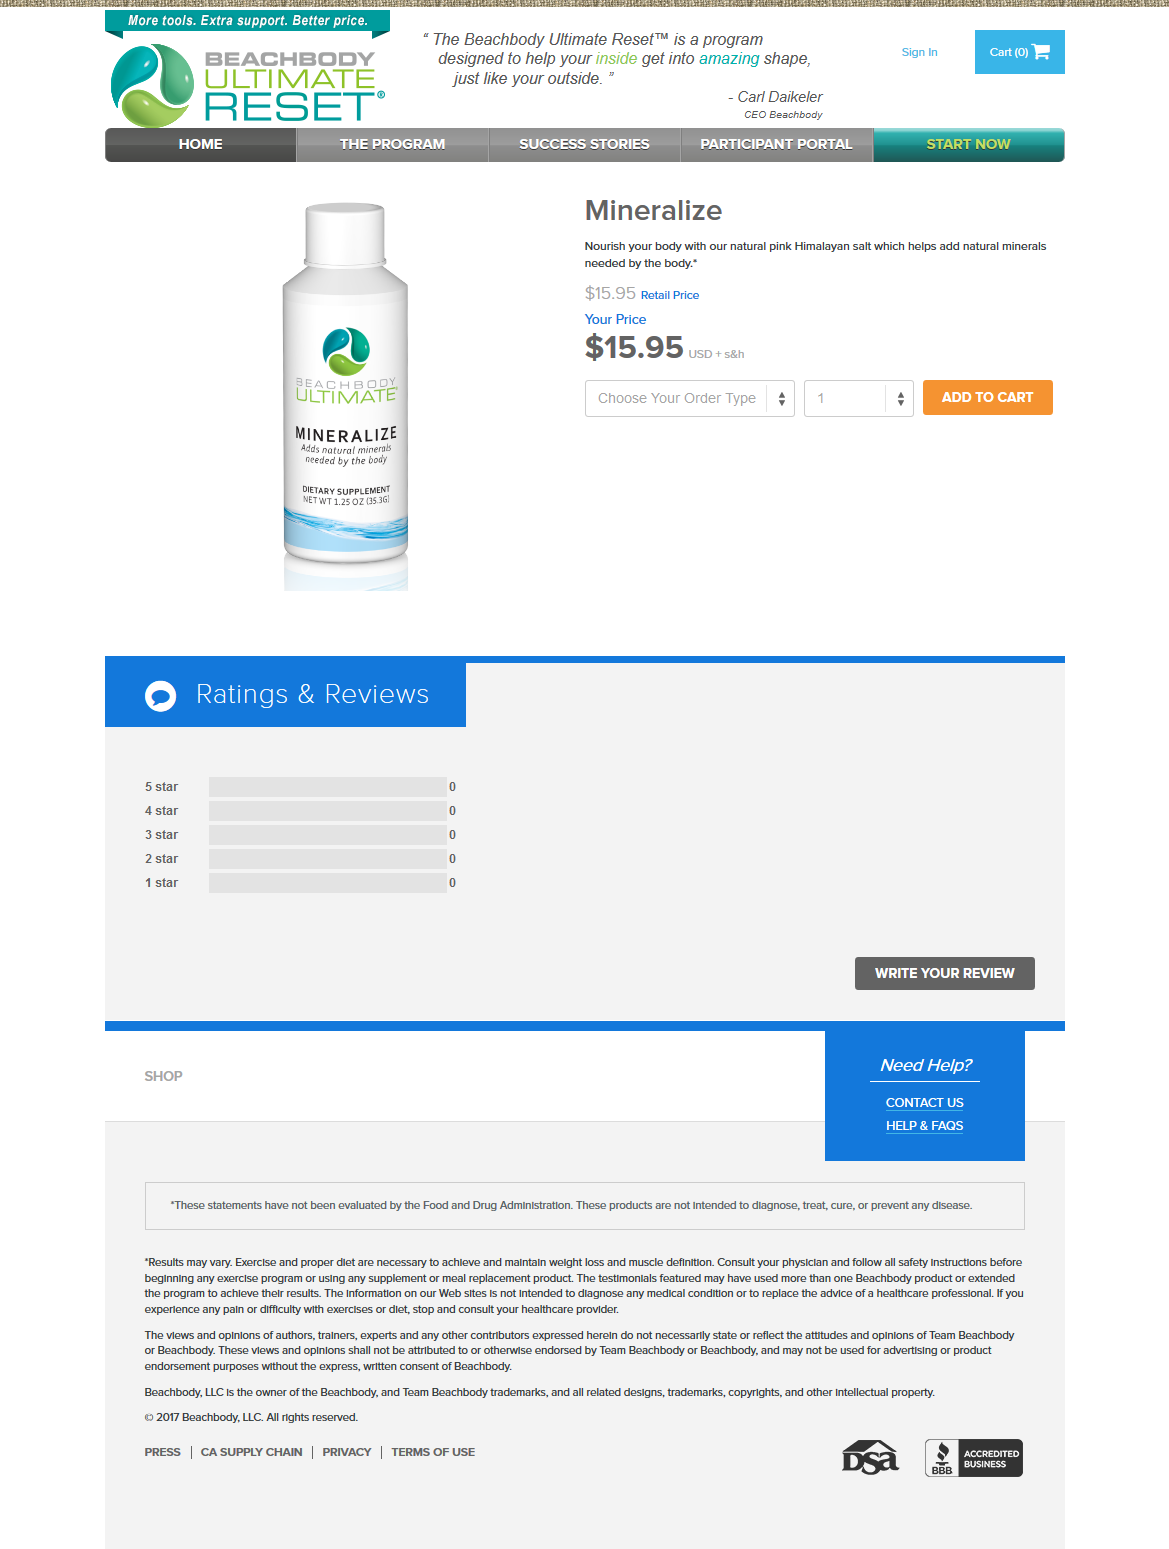 More tools. Extra support. Better price.
BEACHBODY
ULTIMATE
RESET®
“ The Beachbody Ultimate Reset™ is a program
designed to help your inside get into amazing shape,
just like your outside. ”
- Carl Daikeler
CEO Beachbody
Sign In
Cart (0)
HOME
THE PROGRAM
SUCCESS STORIES
PARTICIPANT PORTAL
START NOW
BEACHBODY
ULTIMATE
MINERALIZE
Adds natural minerals
needed by the body
DIETARY SUPPLEMENT
NET WT 1.25 OZ (35.3G)
Mineralize
Nourish your body with our natural pink Himalayan salt which helps add natural minerals
needed by the body.*
$15.95 Retail Price
Your Price
$15.95 USD + s&h
Choose Your Order Type
1
ADD TO CART
Ratings & Reviews
5 star 0
4 star 0
3 star 0
2 star 0
1 star 0
WRITE YOUR REVIEW
SHOP
Need Help?
CONTACT US
HELP & FAQS
*These statements have not been evaluated by the Food and Drug Administration. These products are not intended to diagnose, treat, cure, or prevent any disease.
*Results may vary. Exercise and proper diet are necessary to achieve and maintain weight loss and muscle definition. Consult your physician and follow all safety instructions before
beginning any exercise program or using any supplement or meal replacement product. The testimonials featured may have used more than one Beachbody product or extended
the program to achieve their results. The information on our Web sites is not intended to diagnose any medical condition or to replace the advice of a healthcare professional. If you
experience any pain or difficulty with exercises or diet, stop and consult your healthcare provider.
The views and opinions of authors, trainers, experts and any other contributors expressed herein do not necessarily state or reflect the attitudes and opinions of Team Beachbody
or Beachbody. These views and opinions shall not be attributed to or otherwise endorsed by Team Beachbody or Beachbody, and may not be used for advertising or product
endorsement purposes without the express, written consent of Beachbody.
Beachbody, LLC is the owner of the Beachbody, and Team Beachbody trademarks, and all related designs, trademarks, copyrights, and other intellectual property.
© 2017 Beachbody, LLC. All rights reserved.
PRESS | CA SUPPLY CHAIN | PRIVACY | TERMS OF USE
DSA
BBB
ACCREDITED
BUSINESS